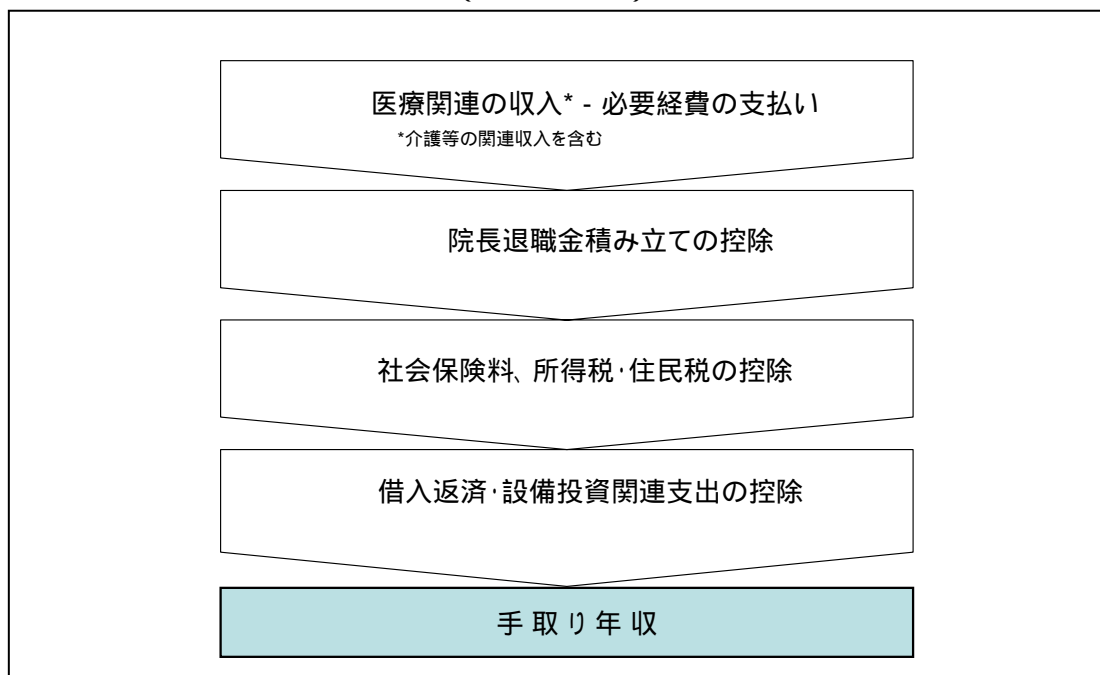 医療関連の収入* - 必要経費の支払い
*介護等の関連収入を含む
院長退職金積み立ての控除
社会保険料、所得税・住民税の控除
借入返済・設備投資関連支出の控除
手取り年収